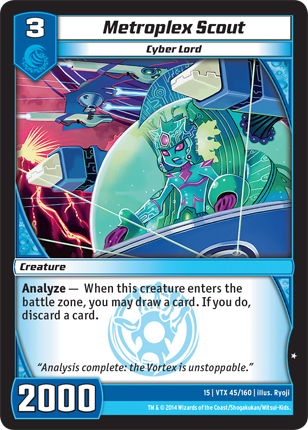 3
Metroplex Scout
Cyber Lord
Creature
Analyze — When this creature enters the
battle zone, you may draw a card. If you do,
discard a card.
“Analysis complete: the Vortex is unstoppable.”
2000
15 | VTX 45/160 | illus. Ryoji
TM & © 2014 Wizards of the Coast/Shogakukan/Mitsui-Kids.